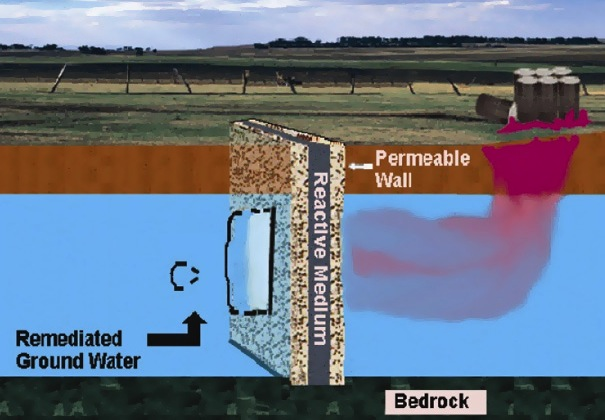 Permeable
Wall
Reactive Medium
Remediated
Ground Water
Bedrock